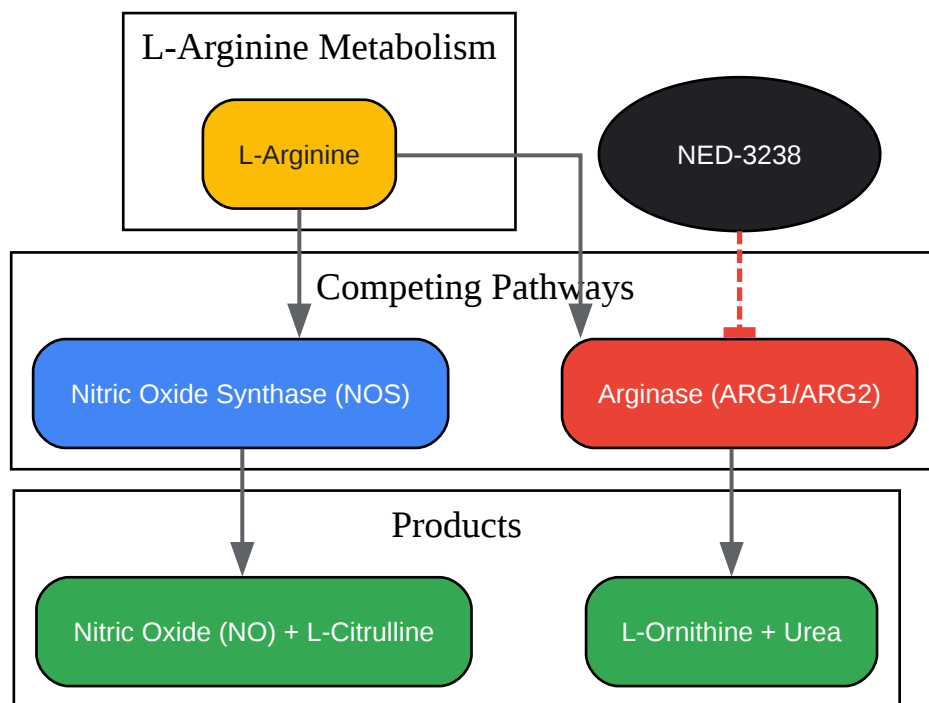 L-Arginine Metabolism
L-Arginine
NED-3238
Competing Pathways
Nitric Oxide Synthase (NOS)
Arginase (ARG1/ARG2)
Products
Nitric Oxide (NO) + L-Citrulline
L-Ornithine + Urea